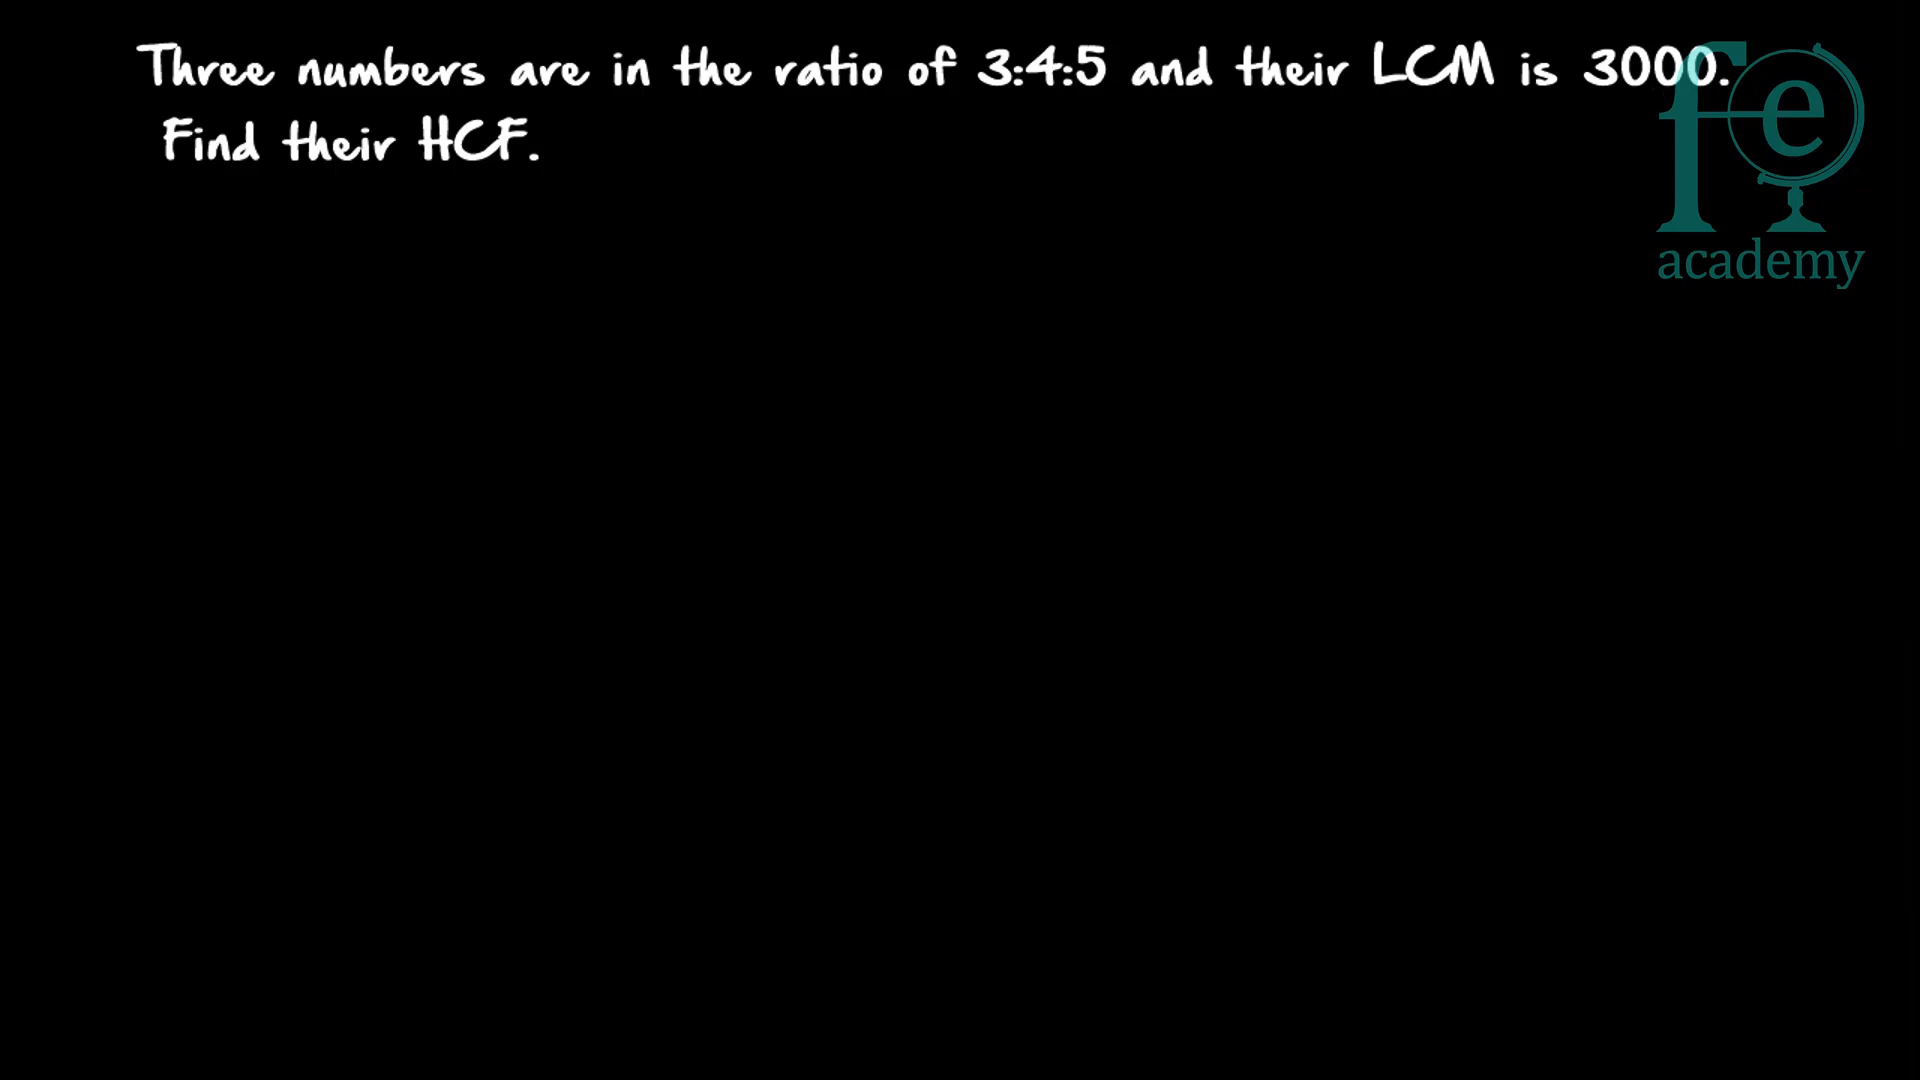 Three numbers are in the ratio of 3:4:5 and their LCM is 3000.
Find their HCF.
fe
academy